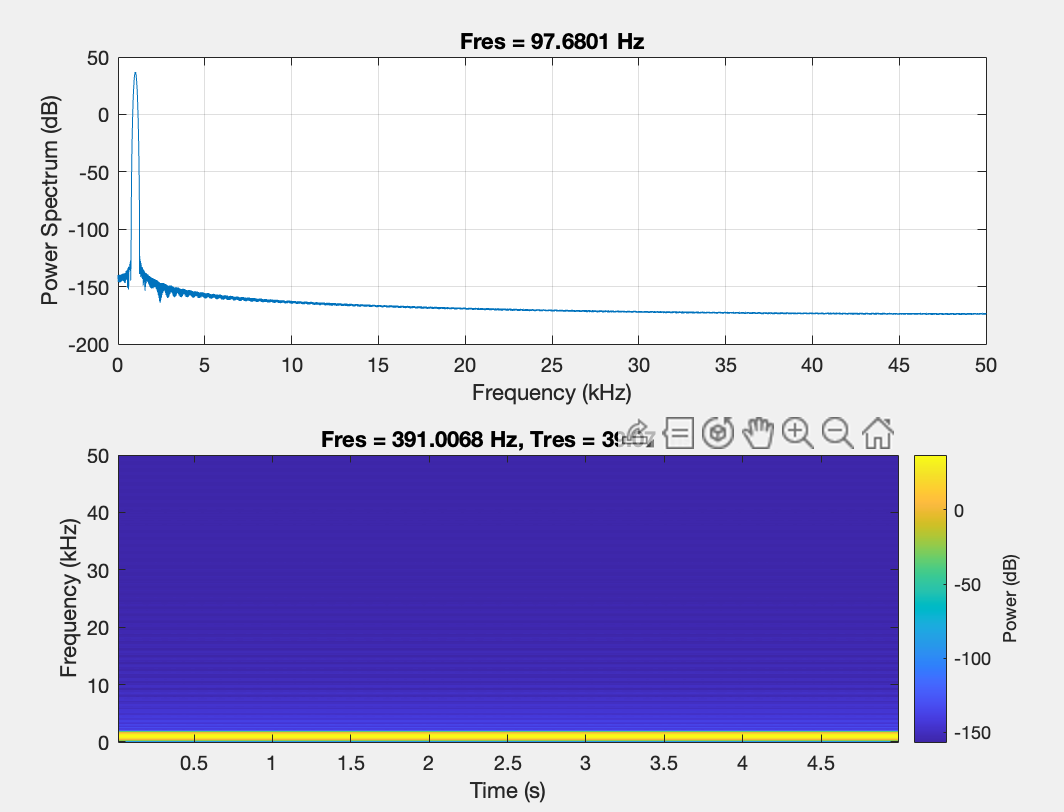 Fres = 97.6801 Hz
50
0
-50
-100
-150
-200
Power Spectrum (dB)
0 5 10 15 20 25 30 35 40 45 50
Frequency (kHz)
Fres = 391.0068 Hz, Tres =
50
40
30
20
10
0
Frequency (kHz)
0.5 1 1.5 2 2.5 3 3.5 4 4.5
Time (s)
0
-50
-100
-150
Power (dB)